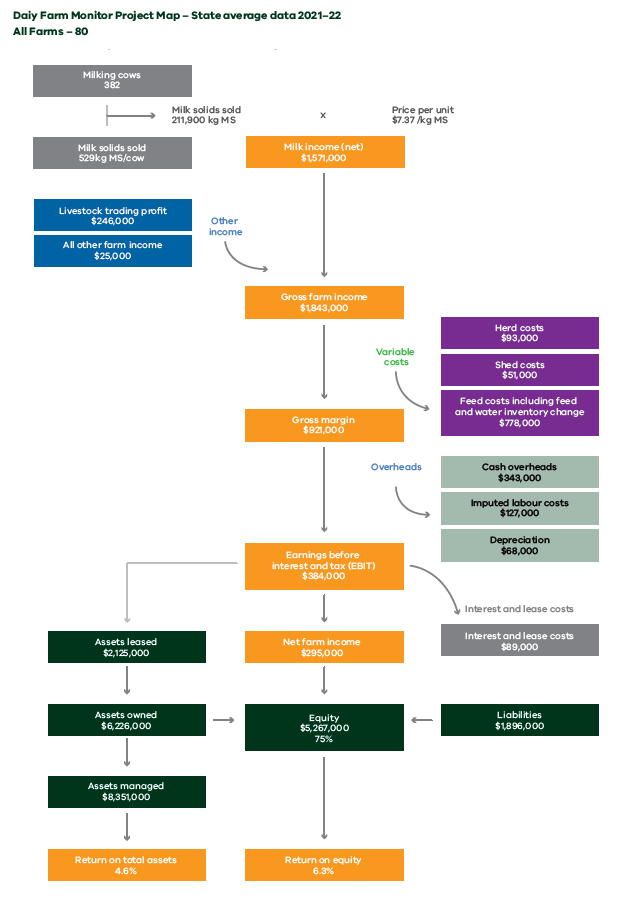 Daiy Farm Monitor Project Map – State average data 2021–22
All Farms – 80
Milking cows
382
Milk solids sold
211,900 kg MS
x
Price per unit
$7.37 /kg MS
Milk solids sold
529kg MS/cow
Milk income (net)
$1,571,000
Livestock trading profit
$246,000
All other farm income
$25,000
Other
income
Gross farm income
$1,843,000
Variable
costs
Herd costs
$93,000
Shed costs
$51,000
Feed costs including feed
and water inventory change
$778,000
Gross margin
$921,000
Overheads
Cash overheads
$343,000
Imputed labour costs
$127,000
Depreciation
$68,000
Earnings before
interest and tax (EBIT)
$384,000
Interest and lease costs
Interest and lease costs
$89,000
Assets leased
$2,125,000
Net farm income
$295,000
Assets owned
$6,226,000
Equity
$5,267,000
75%
Liabilities
$1,896,000
Assets managed
$8,351,000
Return on total assets
4.6%
Return on equity
6.3%